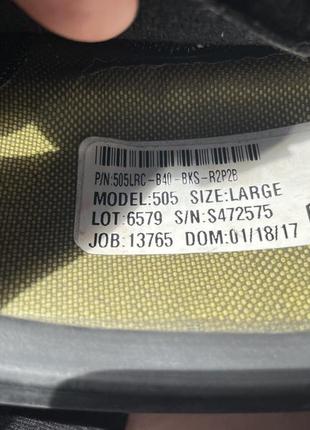 P/N:505LRC-B40-BKS-R2P2B
MODEL:505 SIZE:LARGE
LOT:6579 S/N:S472575
JOB:13765 DOM:01/18/17